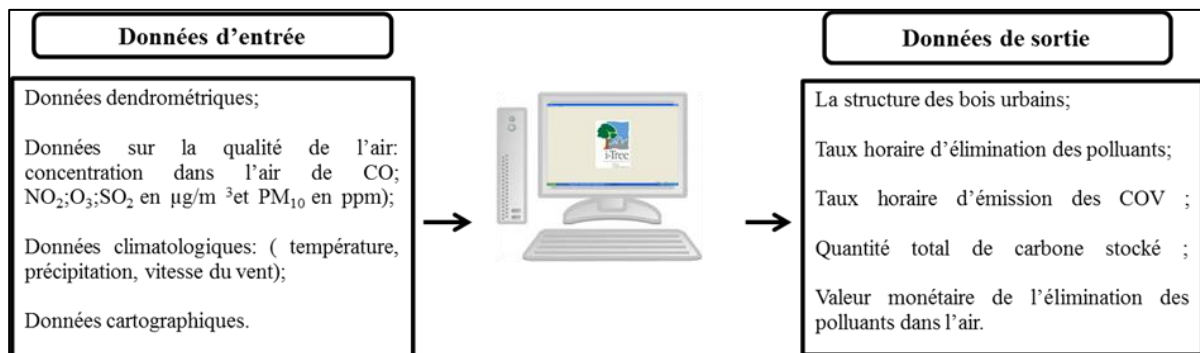 Données d'entrée
Données dendrométriques;
Données sur la qualité de l'air:
concentration dans l'air de CO;
NO₂;O₃;SO₂ en µg/m ³et PM₁₀ en ppm);
Données climatologiques: ( température,
précipitation, vitesse du vent);
Données cartographiques.
i-Tree
Données de sortie
La structure des bois urbains;
Taux horaire d'élimination des polluants;
Taux horaire d'émission des COV ;
Quantité total de carbone stocké ;
Valeur monétaire de l'élimination des
polluants dans l'air.